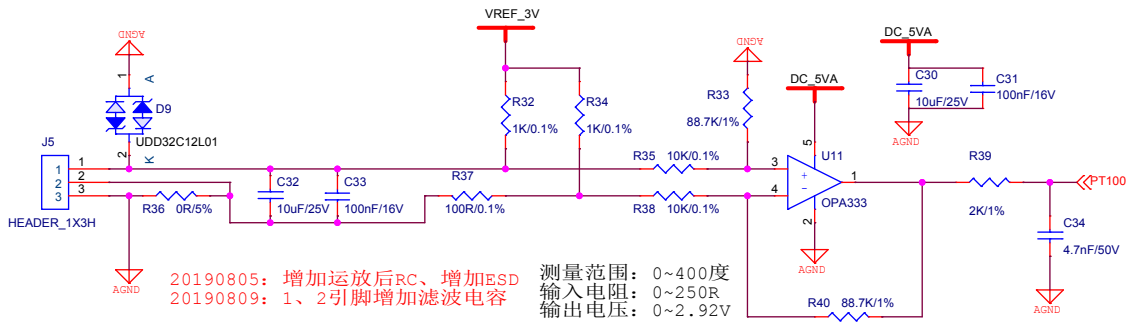 VREF_3V
AGND
1
A
D9
UDD32C12L01
2
K
J5
1
2
3
1
2
3
HEADER_1X3H
R36
0R/5%
AGND
C32
10uF/25V
C33
100nF/16V
R32
1K/0.1%
R34
1K/0.1%
R37
100R/0.1%
R35
10K/0.1%
R38
10K/0.1%
AGND
R33
88.7K/1%
DC_5VA
5
U11
3
4
1
2
+
-
OPA333
AGND
DC_5VA
C30
10uF/25V
C31
100nF/16V
AGND
R39
2K/1%
PT100
C34
4.7nF/50V
AGND
R40
88.7K/1%
20190805: 增加运放后RC、增加ESD
20190809: 1、2引脚增加滤波电容
测量范围: 0~400度
输入电阻: 0~250R
输出电压: 0~2.92V